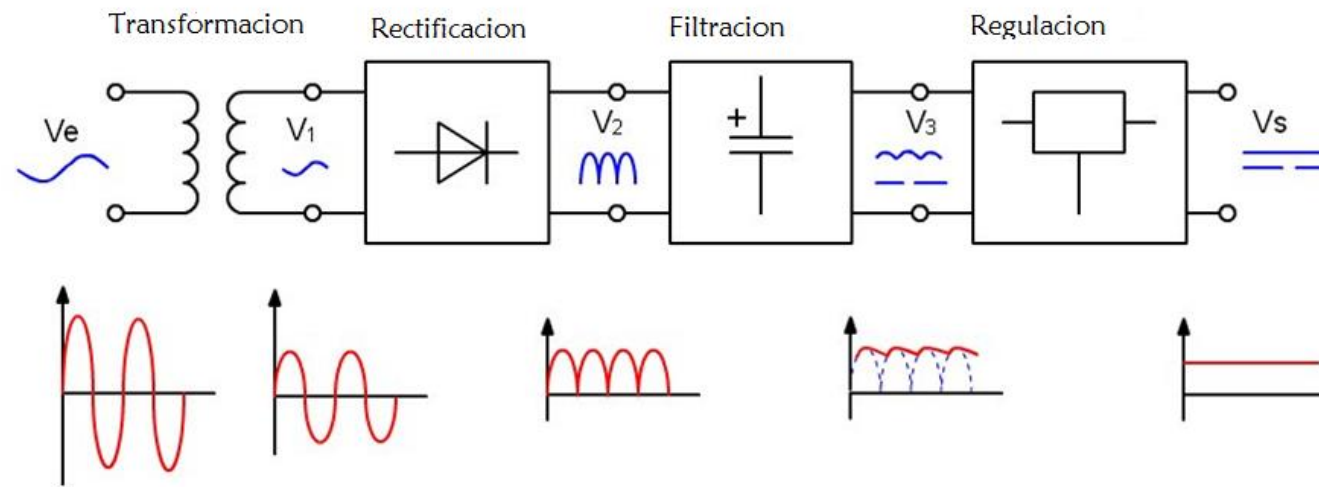 Transformacion
Rectificacion
Filtracion
Regulacion
Ve
V1
V2
+
V3
Vs